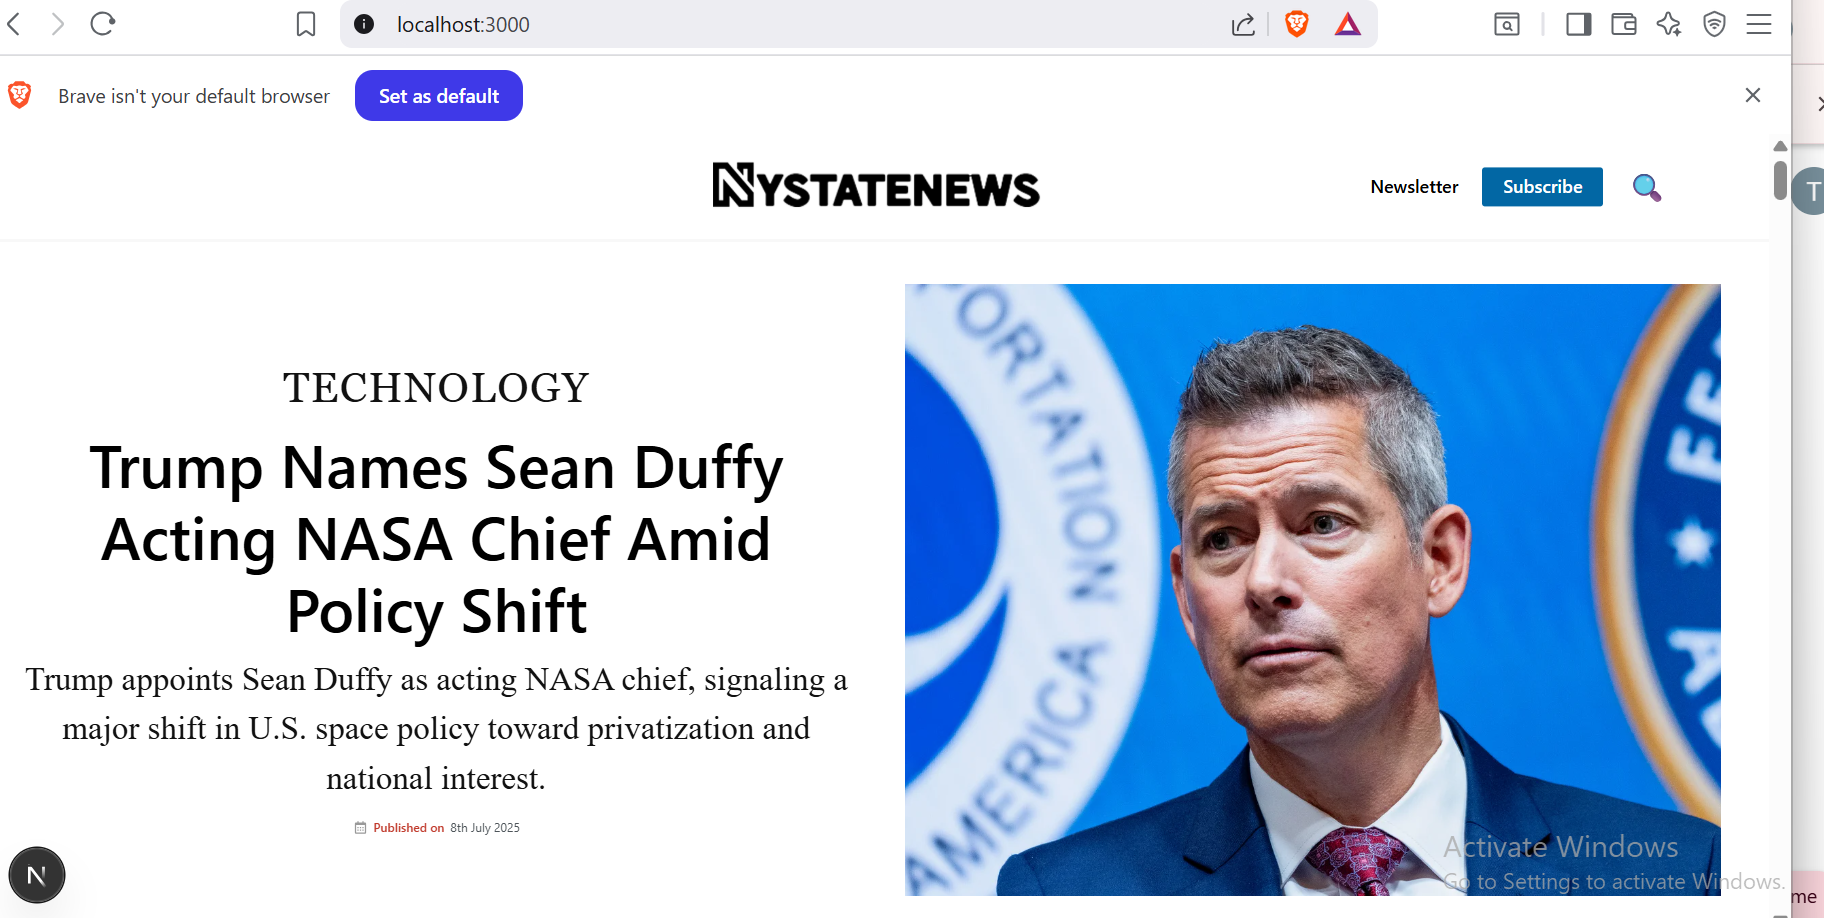 localhost:3000
Brave isn't your default browser
Set as default
NYSTATENEWS
Newsletter
Subscribe
T
TECHNOLOGY
Trump Names Sean Duffy
Acting NASA Chief Amid
Policy Shift
Trump appoints Sean Duffy as acting NASA chief, signaling a
major shift in U.S. space policy toward privatization and
national interest.
Published on 8th July 2025
PORTATION
AMERICA
N
Activate Windows
Go to Settings to activate Windows.
me